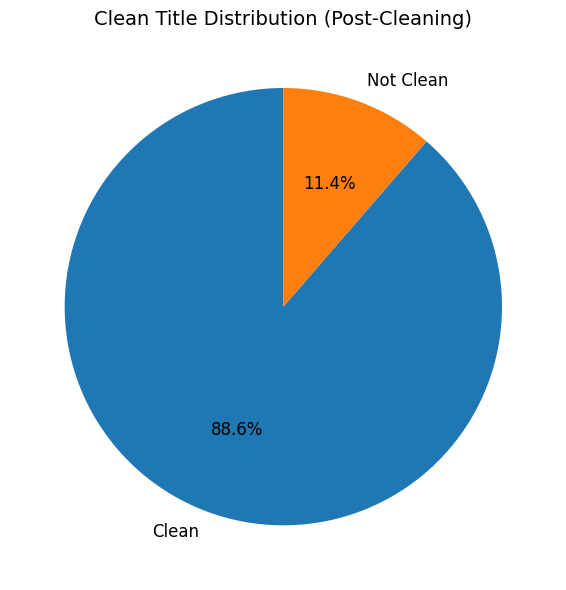 Clean Title Distribution (Post-Cleaning)
Not Clean
11.4%
88.6%
Clean